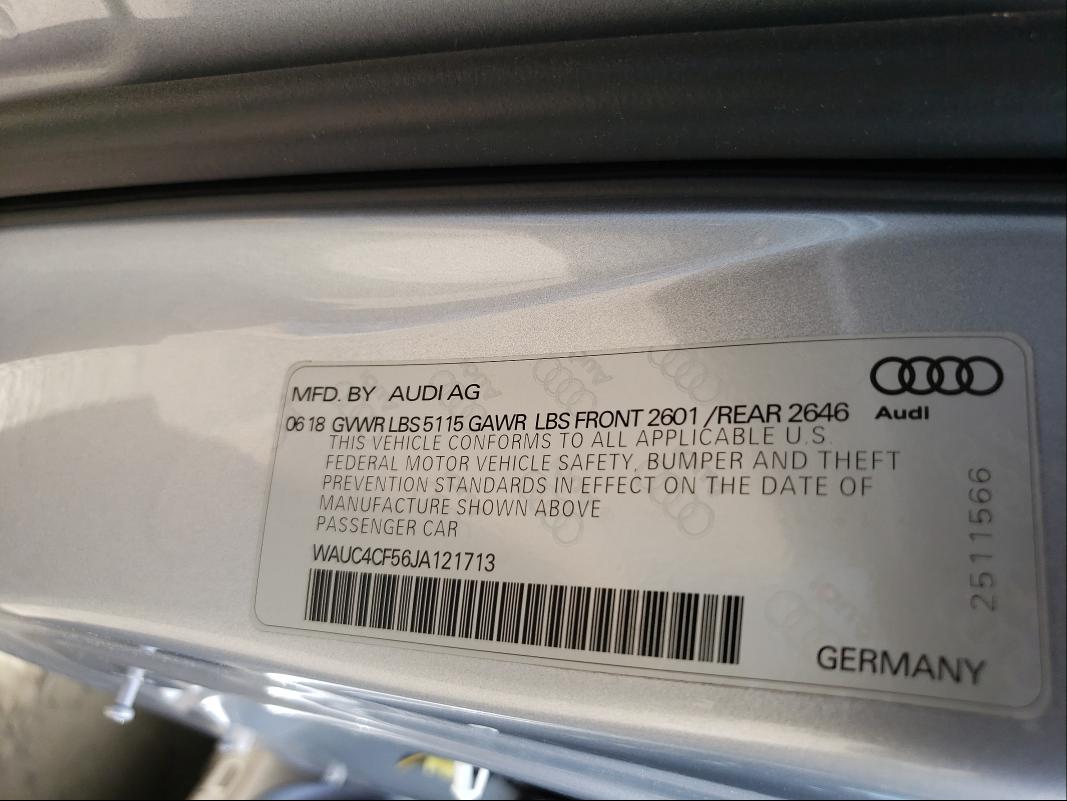 MFD. BY AUDI AG
Audi
06 18 GVWR LBS 5115 GAWR LBS FRONT 2601 /REAR 2646
THIS VEHICLE CONFORMS TO ALL APPLICABLE U.S.
FEDERAL MOTOR VEHICLE SAFETY, BUMPER AND THEFT
PREVENTION STANDARDS IN EFFECT ON THE DATE OF
MANUFACTURE SHOWN ABOVE
PASSENGER CAR
WAUC4CF56JA121713
2511566
GERMANY